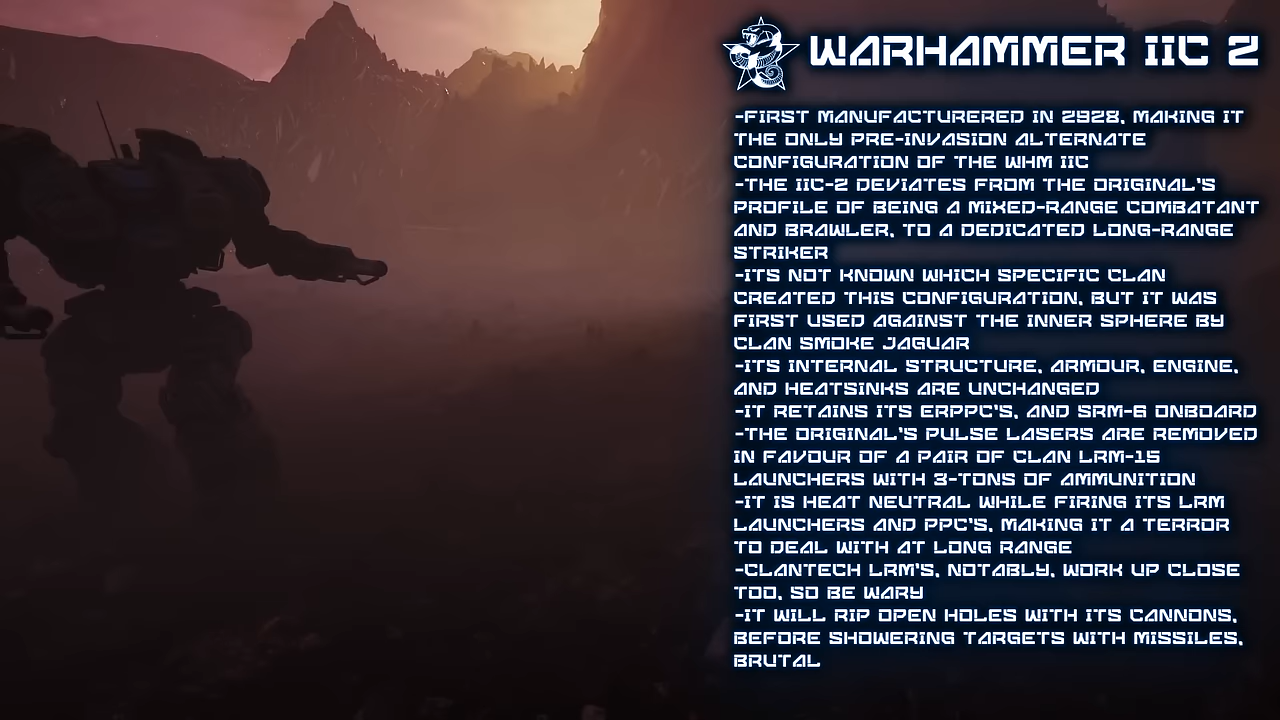 WARHAMMER IIC 2
-FIRST MANUFACTURERED IN 2928, MAKING IT
THE ONLY PRE-INVASION ALTERNATE
CONFIGURATION OF THE WHM IIC
-THE IIC-2 DEVIATES FROM THE ORIGINAL'S
PROFILE OF BEING A MIXED-RANGE COMBATANT
AND BRAWLER, TO A DEDICATED LONG-RANGE
STRIKER
-ITS NOT KNOWN WHICH SPECIFIC CLAN
CREATED THIS CONFIGURATION, BUT IT WAS
FIRST USED AGAINST THE INNER SPHERE BY
CLAN SMOKE JAGUAR
-ITS INTERNAL STRUCTURE, ARMOUR, ENGINE,
AND HEATSINKS ARE UNCHANGED
-IT RETAINS ITS ERPPC'S, AND SRM-6 ONBOARD
-THE ORIGINAL'S PULSE LASERS ARE REMOVED
IN FAVOUR OF A PAIR OF CLAN LRM-15
LAUNCHERS WITH 3-TONS OF AMMUNITION
-IT IS HEAT NEUTRAL WHILE FIRING ITS LRM
LAUNCHERS AND PPC'S, MAKING IT A TERROR
TO DEAL WITH AT LONG RANGE
-CLANTECH LRM'S, NOTABLY, WORK UP CLOSE
TOO, SO BE WARY
-IT WILL RIP OPEN HOLES WITH ITS CANNONS,
BEFORE SHOWERING TARGETS WITH MISSILES,
BRUTAL